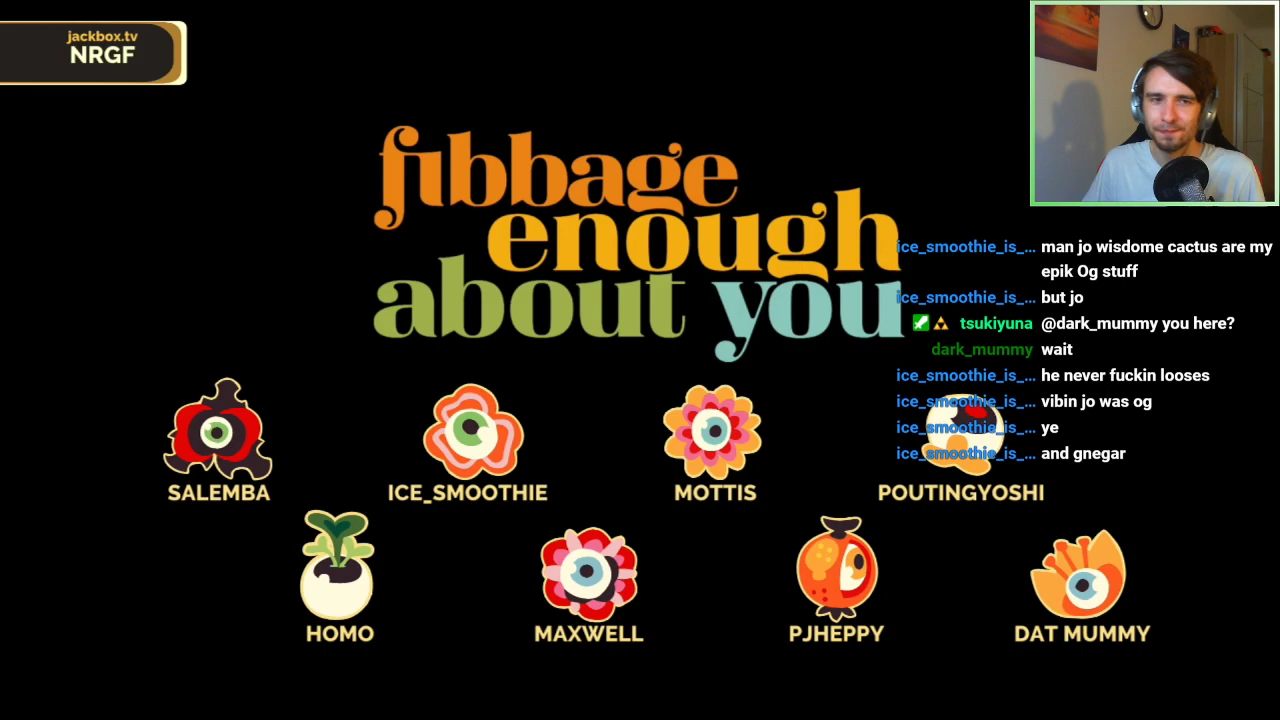 jackbox.tv
NRGF
fibbage
enough
about you
ice_smoothie_is_... man jo wisdome cactus are my
epik Og stuff
ice_smoothie_is_... but jo
tsukiyuna @dark_mummy you here?
dark_mummy wait
ice_smoothie_is_... he never fuckin looses
ice_smoothie_is_... vibin jo was og
ice_smoothie_is_... ye
ice_smoothie_is_... and gnegar
SALEMBA
ICE_SMOOTHIE
MOTTIS
POUTINGYOSHI
HOMO
MAXWELL
PJHEPPY
DAT MUMMY